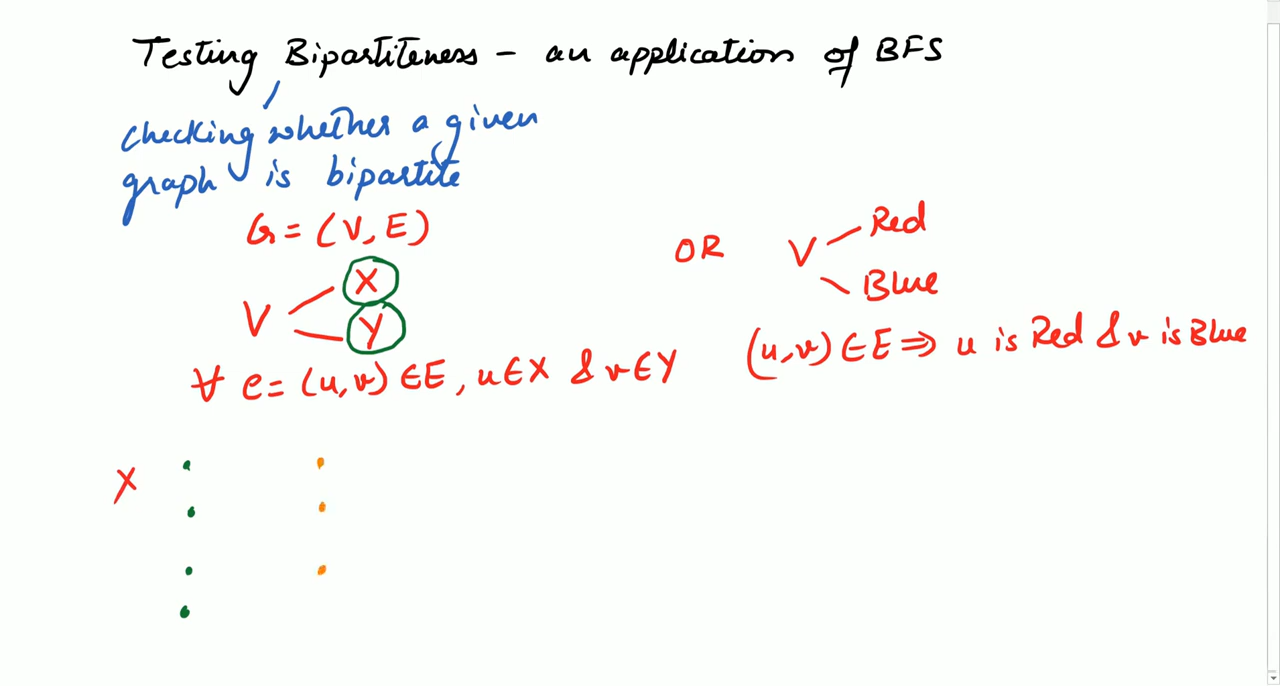 Testing Bipartiteness - an application of BFS
checking whether a given
graph is bipartite
G = (V, E)
V X
Y
∀ e = (u, v) ∈ E, u ∈ X & v ∈ Y
OR
V Red
Blue
(u, v) ∈ E ⇒ u is Red & v is Blue
X